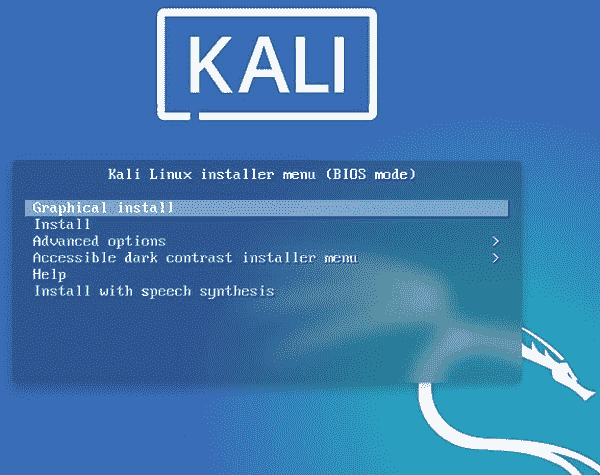 KALI
Kali Linux installer menu (BIOS mode)
Graphical install
Install
Advanced options >
Accessible dark contrast installer menu >
Help
Install with speech synthesis